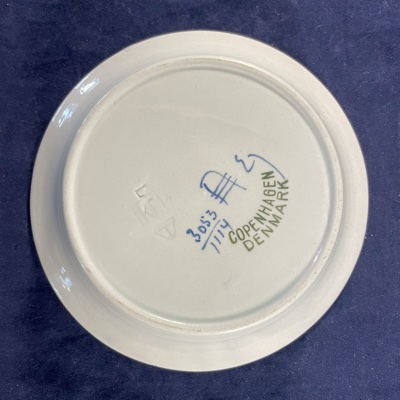 3053
1114
COPENHAGEN
DENMARK